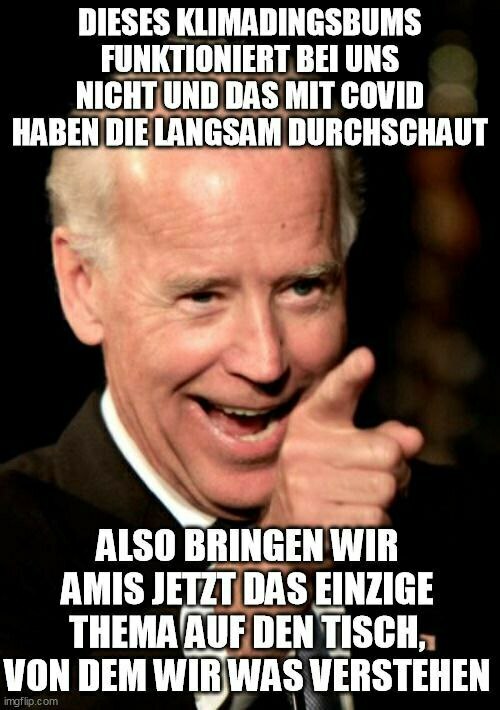 DIESES KLIMADINGSBUMS
FUNKTIONIERT BEI UNS
NICHT UND DAS MIT COVID
HABEN DIE LANGSAM DURCHSCHAUT
ALSO BRINGEN WIR
AMIS JETZT DAS EINZIGE
THEMA AUF DEN TISCH,
VON DEM WIR WAS VERSTEHEN
imgflip.com